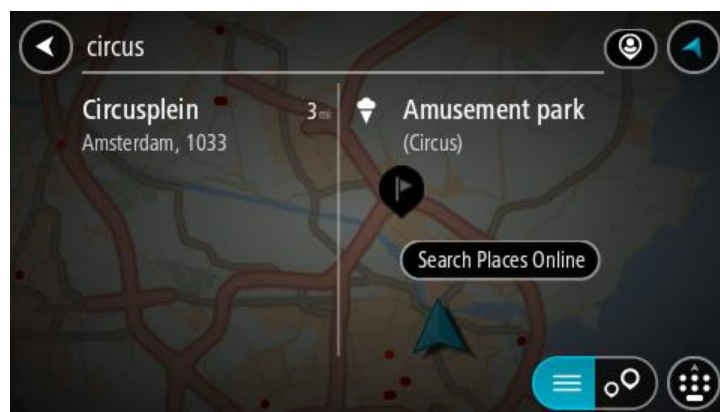 circus
Circusplein
3 mi
Amsterdam, 1033
Amusement park
(Circus)
Search Places Online